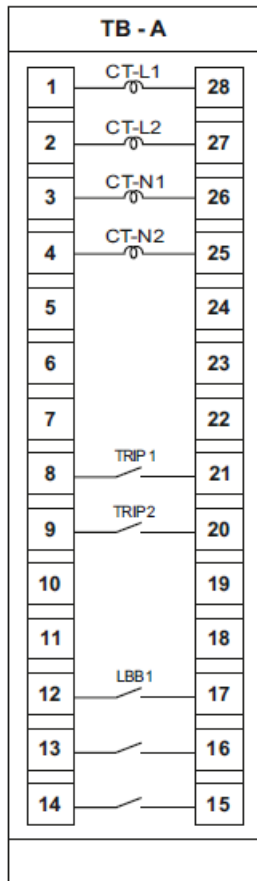 TB - A
CT-L1
1 28
CT-L2
2 27
CT-N1
3 26
CT-N2
4 25
5 24
6 23
7 22
TRIP 1
8 21
TRIP2
9 20
10 19
11 18
LBB1
12 17
13 16
14 15